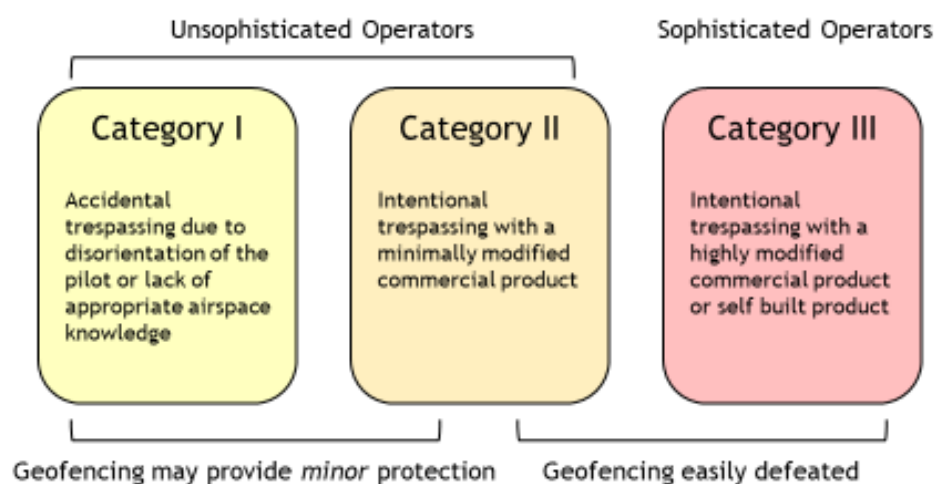 Unsophisticated Operators
Sophisticated Operators
Category I
Accidental
trespassing due to
disorientation of the
pilot or lack of
appropriate airspace
knowledge
Category II
Intentional
trespassing with a
minimally modified
commercial product
Category III
Intentional
trespassing with a
highly modified
commercial product
or self built product
Geofencing may provide minor protection
Geofencing easily defeated